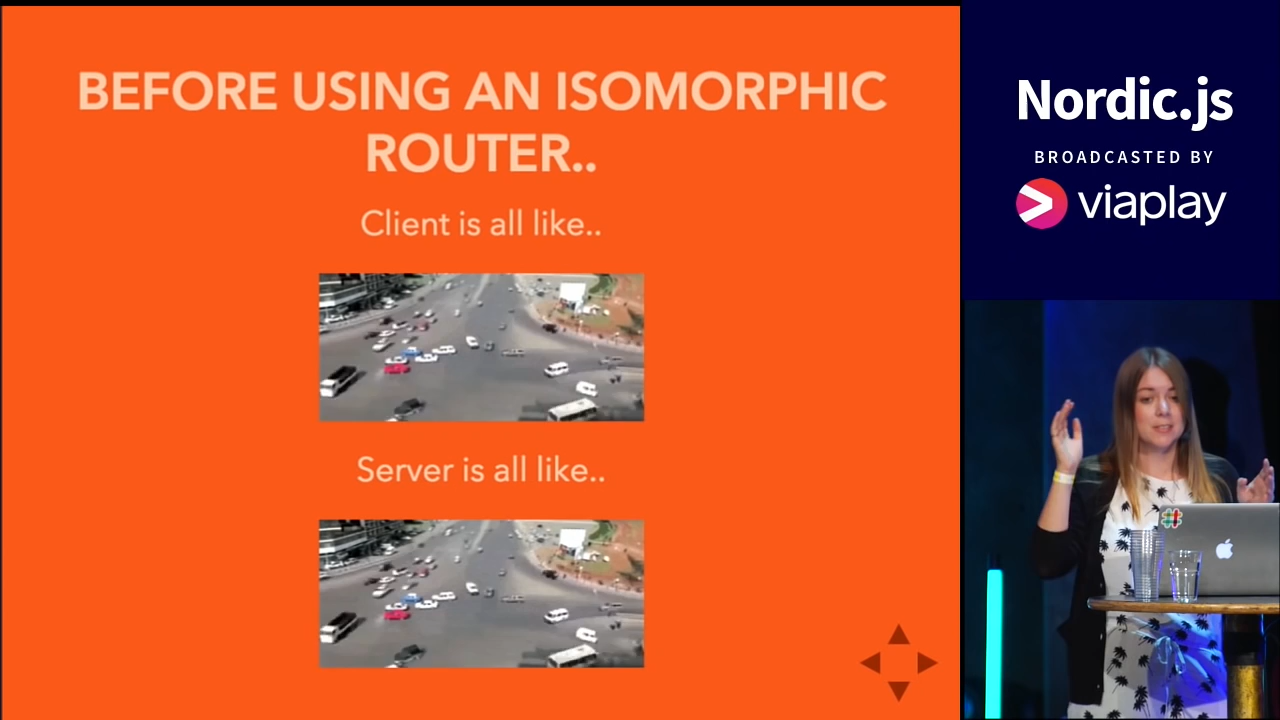 BEFORE USING AN ISOMORPHIC
ROUTER..
Client is all like..
Server is all like..
Nordic.js
BROADCASTED BY
viaplay